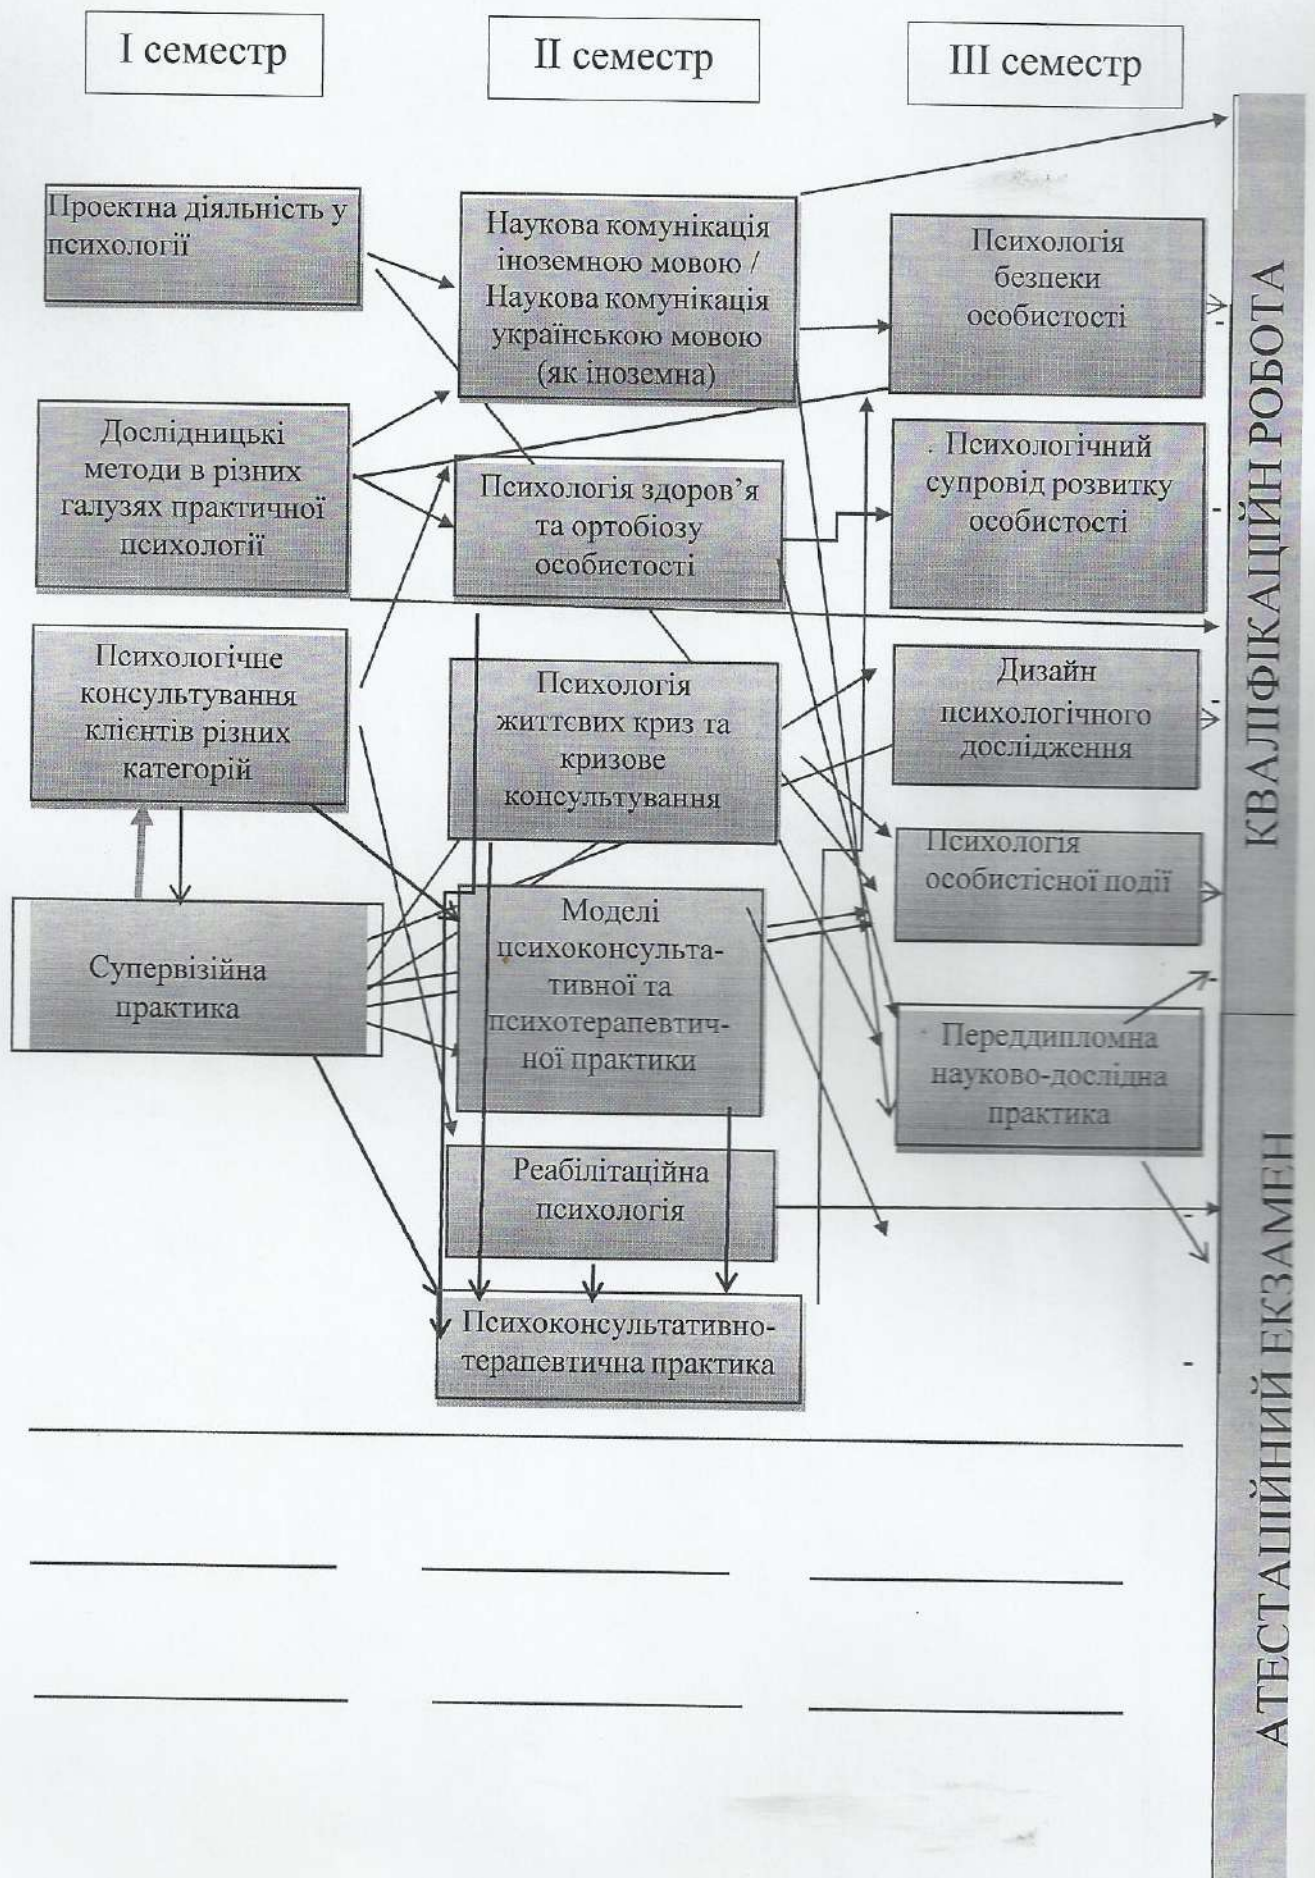 I семестр
II семестр
III семестр
Проектна діяльність у
психології
Дослідницькі
методи в різних
галузях практичної
психології
Психологічне
консультування
клієнтів різних
категорій
Супервізійна
практика
Наукова комунікація
іноземною мовою /
Наукова комунікація
українською мовою
(як іноземна)
Психологія здоров’я
та ортобіозу
особистості
Психологія
життєвих криз та
кризове
консультування
Моделі
психоконсульта-
тивної та
психотерапевтич-
ної практики
Реабілітаційна
психологія
Психоконсультативно-
терапевтична практика
Психологія
безпеки
особистості
Психологічний
супровід розвитку
особистості
Дизайн
психологічного
дослідження
Психологія
особистісної події
Переддипломна
науково-дослідна
практика
КВАЛІФІКАЦІЙН РОБОТА
АТЕСТАЦІЙНИЙ ЕКЗАМЕН